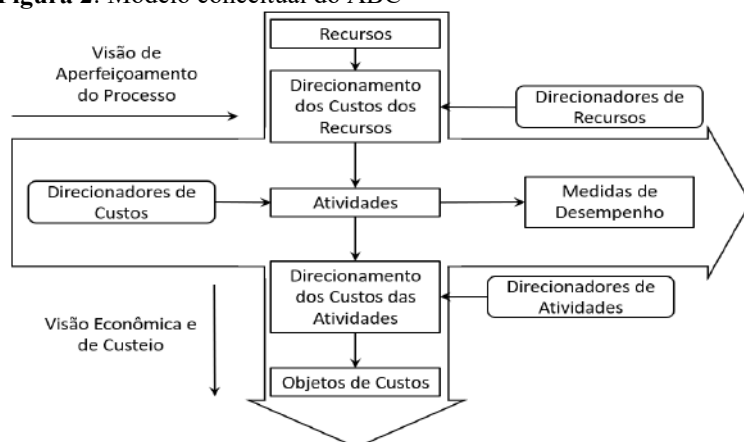 Figura 2: Modelo conceitual do ABC
Recursos
Visão de
Aperfeiçoamento
do Processo
Direcionamento
dos Custos dos
Recursos
Direcionadores de
Recursos
Direcionadores de
Custos
Atividades
Medidas de
Desempenho
Direcionamento
dos Custos das
Atividades
Direcionadores de
Atividades
Visão Econômica e
de Custeio
Objetos de Custos